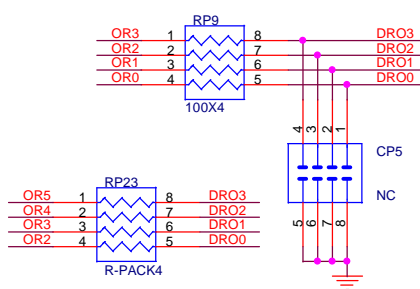 RP9
OR3 1 8 DRO3
OR2 2 7 DRO2
OR1 3 6 DRO1
OR0 4 5 DRO0
100X4
4 3 2 1
CP5
NC
5 6 7 8
RP23
OR5 1 8 DRO3
OR4 2 7 DRO2
OR3 3 6 DRO1
OR2 4 5 DRO0
R-PACK4